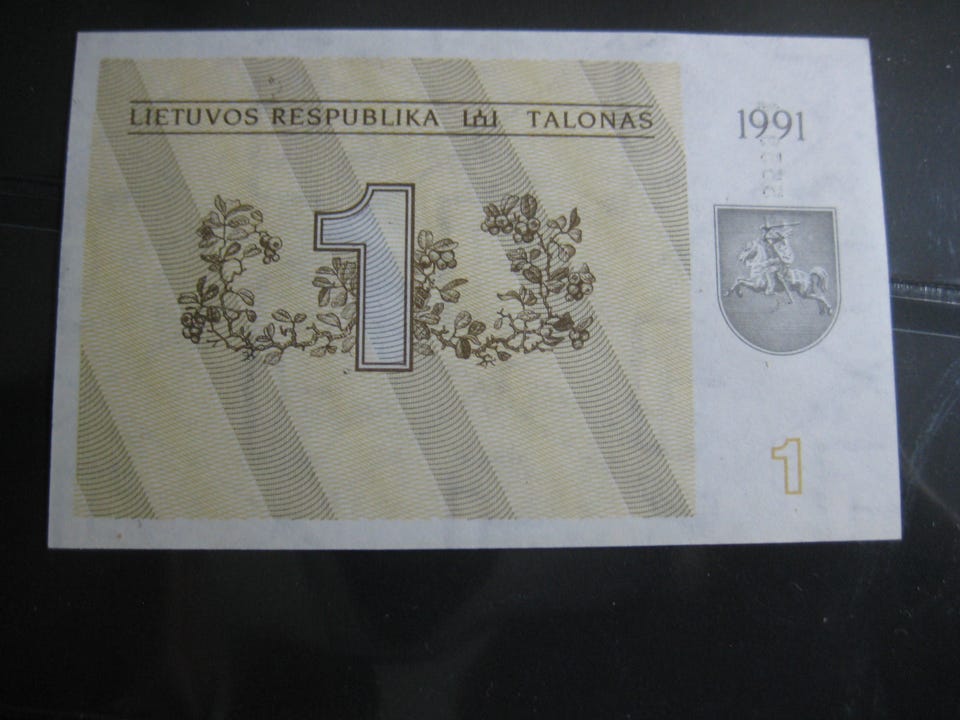 LIETUVOS RESPUBLIKA TALONAS
1991
1
1